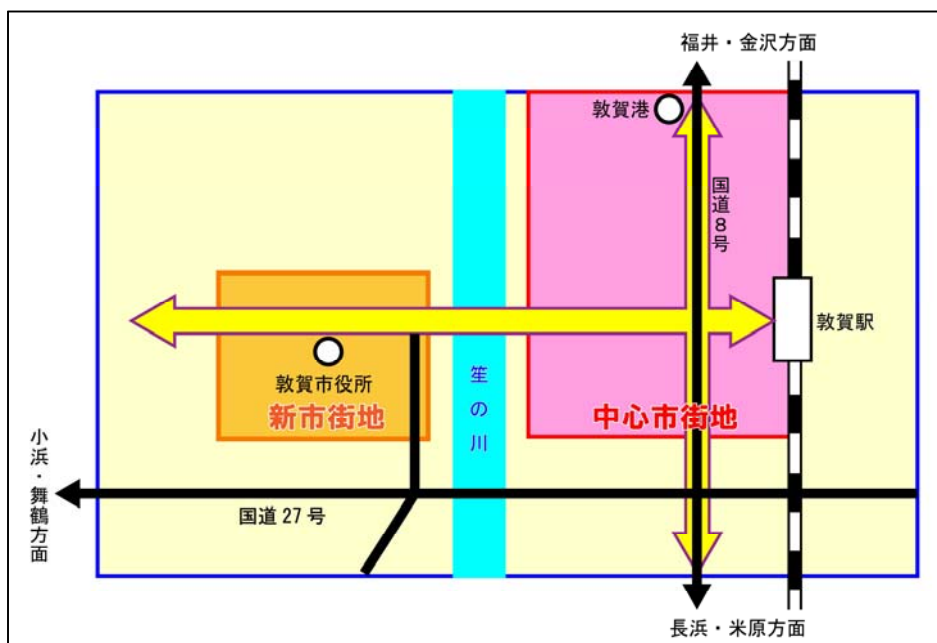 福井・金沢方面
敦賀港
国道８号
敦賀駅
敦賀市役所
新市街地
笙の川
中心市街地
小浜・舞鶴方面
国道 27 号
長浜・米原方面